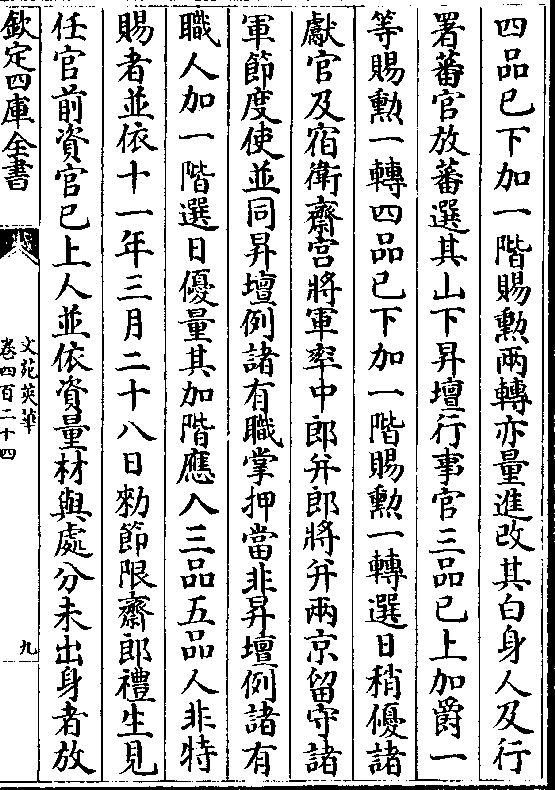 四品已下加一階賜勲兩轉亦量進改其白身人及行
署蕃官放蕃選其山下昇壇行事官三品已上加爵一
等賜勲一轉四品已下加一階賜勲一轉選日稍優諸
獻官及宿衛齋宮將軍率中郎弁郎將弁兩京留守諸
軍節度使並同昇壇例諸有職掌押當非昇壇例諸有
職人加一階選日優量其加階應入三品五品人非特
賜者並依十一年三月二十八日勑節限齋郎禮生見
任官前資官已上人並依資量材與處分未出身者放
欽定四庫全書
文苑英華
卷四百二十四
九